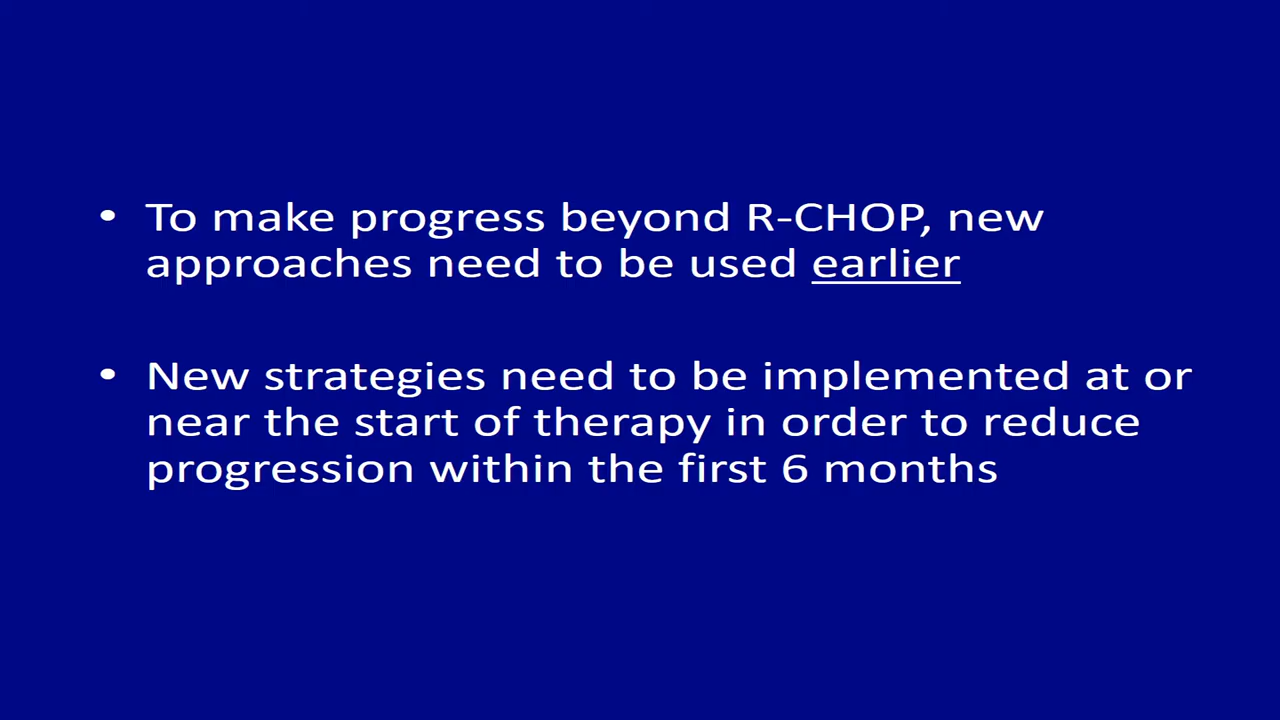 • To make progress beyond R-CHOP, new
approaches need to be used earlier
• New strategies need to be implemented at or
near the start of therapy in order to reduce
progression within the first 6 months